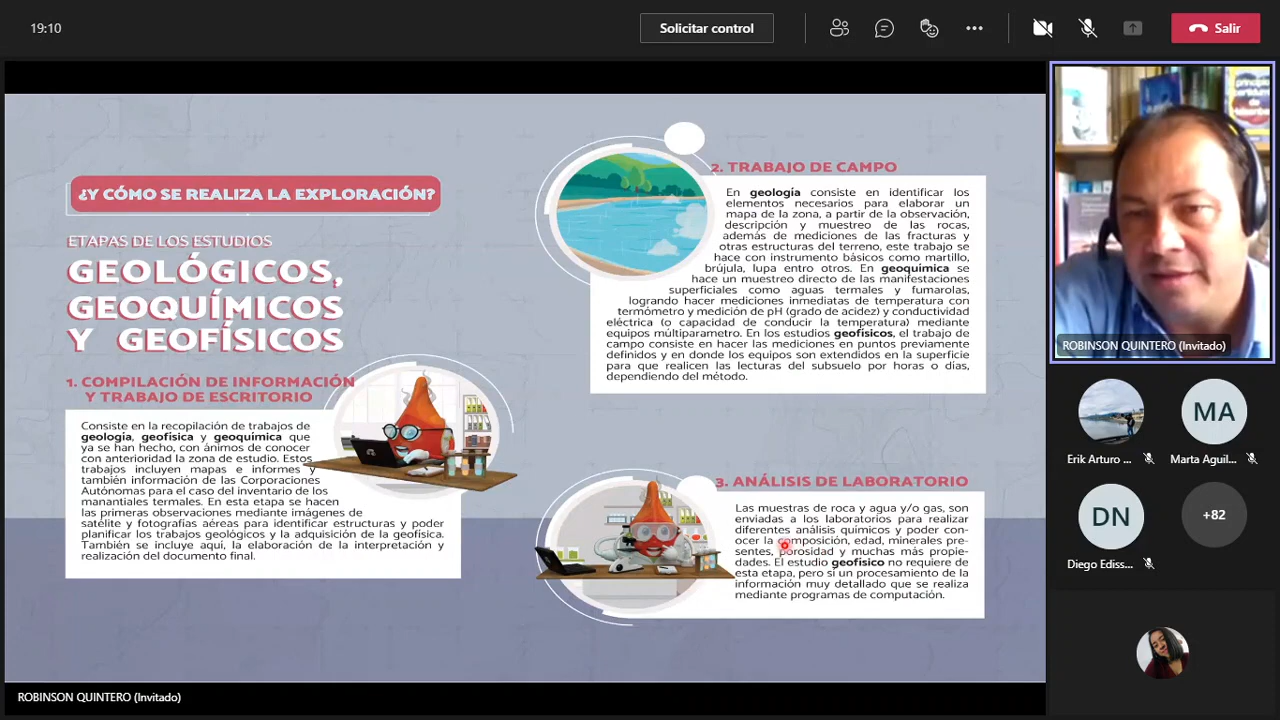 19:10
Solicitar control
Salir
¿Y CÓMO SE REALIZA LA EXPLORACIÓN?
ETAPAS DE LOS ESTUDIOS
GEOLÓGICOS,
GEOQUÍMICOS
Y GEOFÍSICOS
1. COMPILACIÓN DE INFORMACIÓN
Y TRABAJO DE ESCRITORIO
Consiste en la recopilación de trabajos de
geología, geofísica y geoquímica que
ya se han hecho, con ánimos de conocer
con anterioridad la zona de estudio. Estos
trabajos incluyen mapas e informes y
también información de las Corporaciones
Autónomas para el caso del inventario de los
manantiales termales. En esta etapa se hacen
las primeras observaciones mediante imágenes de
satélite y fotografías aéreas para identificar estructuras y poder
planificar los trabajos geológicos y la adquisición de la geofísica.
También se incluye aquí, la elaboración de la interpretación y
realización del documento final.
2. TRABAJO DE CAMPO
En geología consiste en identificar los
elementos necesarios para elaborar un
mapa de la zona, a partir de la observación,
descripción y muestreo de las rocas,
además de mediciones de las fracturas y
otras estructuras del terreno, este trabajo se
hace con instrumento básicos como martillo,
brújula, lupa entre otros. En geoquímica se
hace un muestreo directo de las manifestaciones
superficiales como aguas termales y fumarolas,
logrando hacer mediciones inmediatas de temperatura con
termómetro y medición de pH (grado de acidez) y conductividad
eléctrica (o capacidad de conducir la temperatura) mediante
equipos múltiparametro. En los estudios geofísicos, el trabajo de
campo consiste en hacer las mediciones en puntos previamente
definidos y en donde los equipos son extendidos en la superficie
para que realicen las lecturas del subsuelo por horas o días,
dependiendo del método.
3. ANÁLISIS DE LABORATORIO
Las muestras de roca y agua y/o gas, son
enviadas a los laboratorios para realizar
diferentes análisis químicos y poder con-
ocer la composición, edad, minerales pre-
sentes, porosidad y muchas más propie-
dades. El estudio geofísico no requiere de
esta etapa, pero si un procesamiento de la
información muy detallado que se realiza
mediante programas de computación.
ROBINSON QUINTERO (Invitado)
ROBINSON QUINTERO (Invitado)
MA
Erik Arturo ...
Marta Aguil...
DN
+82
Diego Ediss...